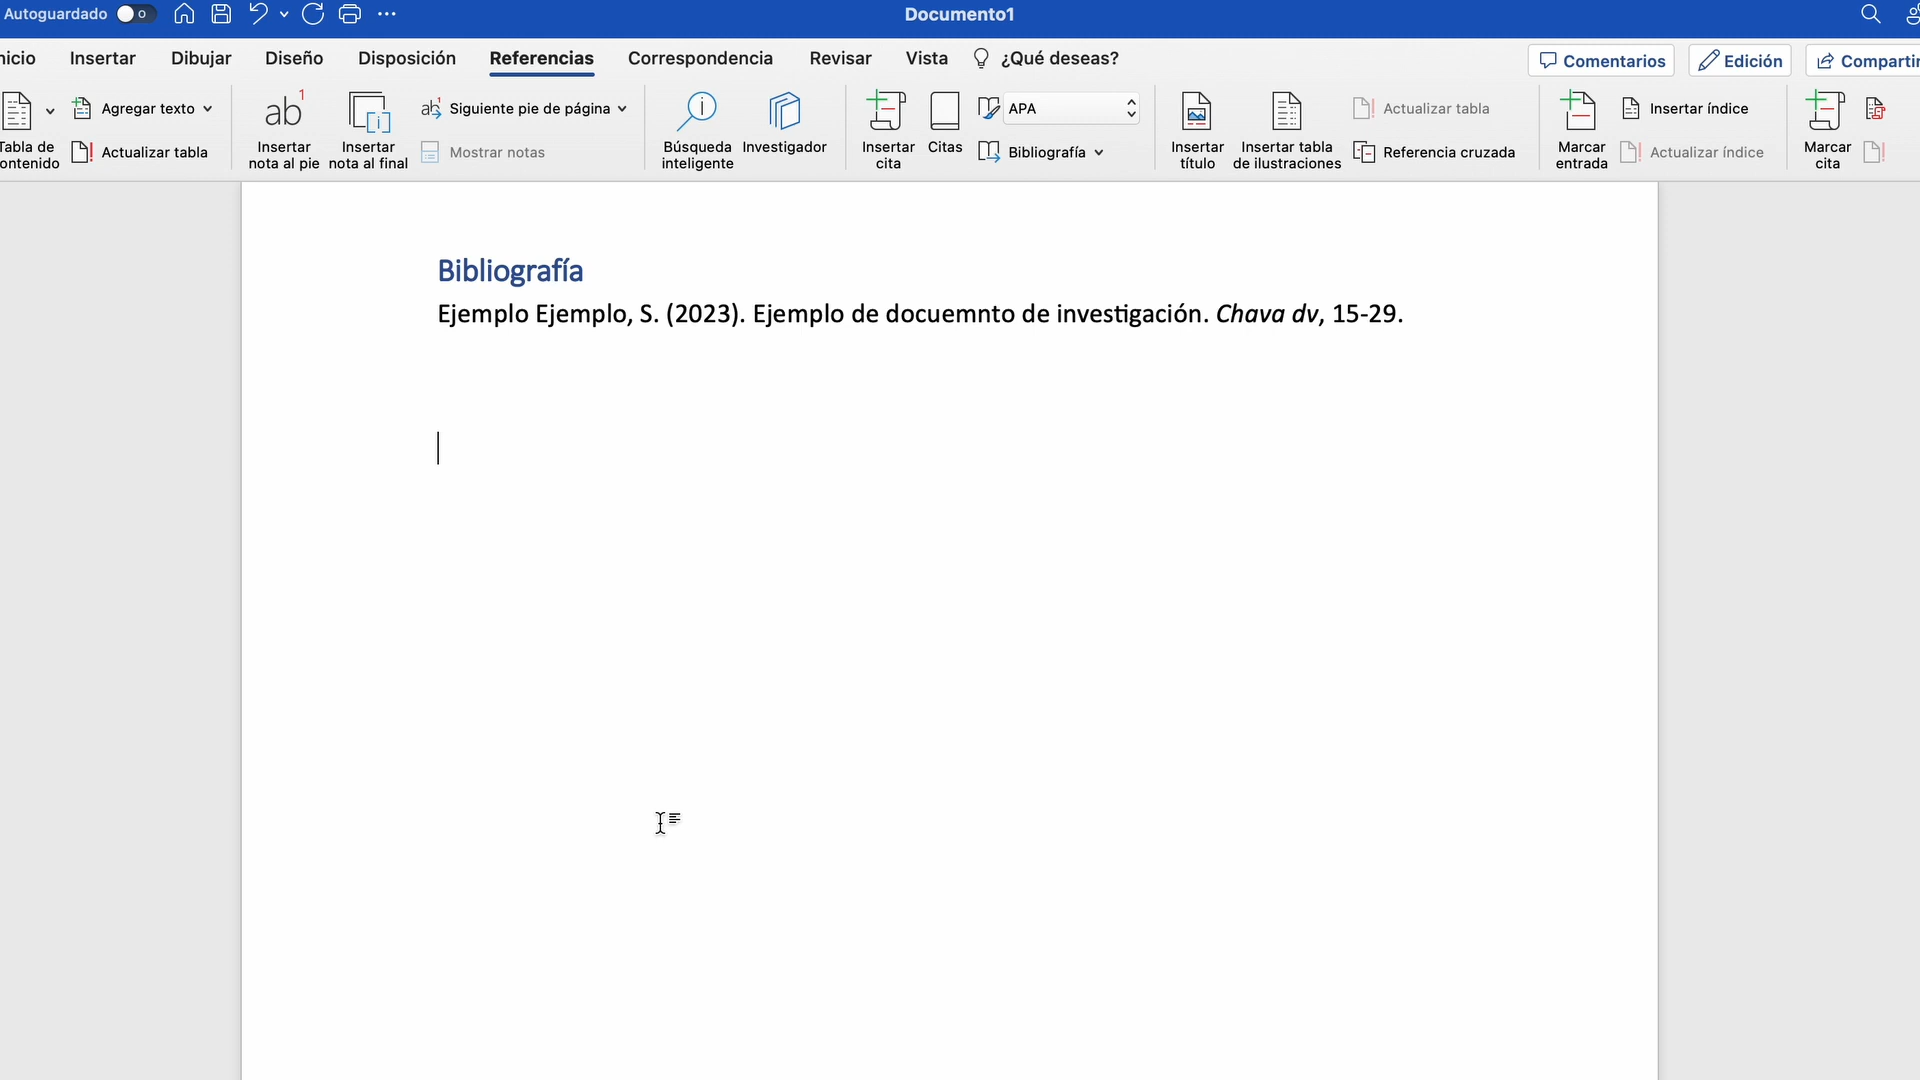 Autoguardado
Documento1
nicio Insertar Dibujar Diseño Disposición Referencias Correspondencia Revisar Vista ¿Qué deseas? Comentarios Edición Compartir
Tabla de
ontenido
Agregar texto
Actualizar tabla
Insertar
nota al pie
Insertar
nota al final
Siguiente pie de página
Mostrar notas
Búsqueda
inteligente
Investigador
Insertar
cita
Citas
APA
Bibliografía
Insertar
título
Insertar tabla
de ilustraciones
Actualizar tabla
Referencia cruzada
Marcar
entrada
Insertar índice
Actualizar índice
Marcar
cita
Bibliografía
Ejemplo Ejemplo, S. (2023). Ejemplo de docuemnto de investigación. Chava dv, 15-29.